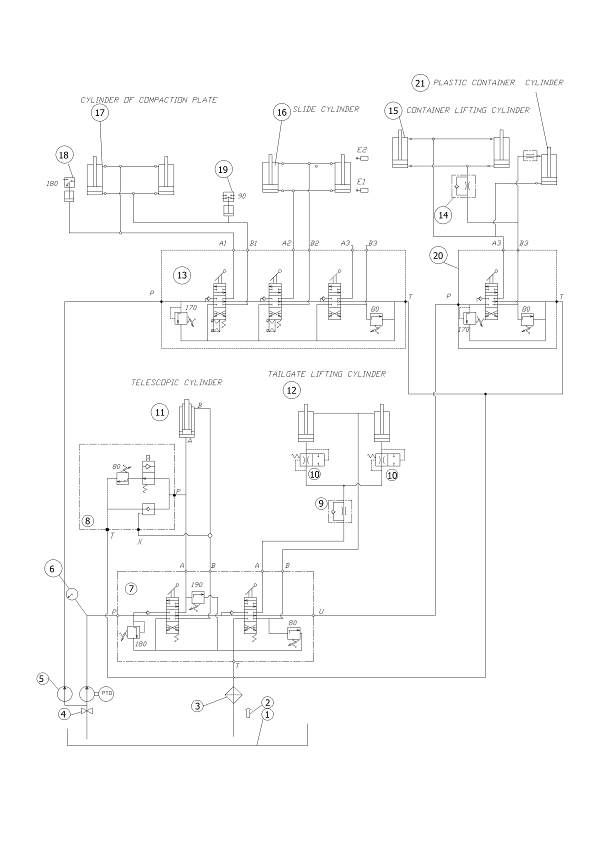 21 PLASTIC CONTAINER CYLINDER
CYLINDER OF COMPACTION PLATE
17
16 SLIDE CYLINDER
15 CONTAINER LIFTING CYLINDER
18
180
19
90
E2
E1
14
A1 B1 A2 B2 A3 B3
A3 B3
13
20
P
T
P
T
170
80
170
80
TELESCOPIC CYLINDER
TAILGATE LIFTING CYLINDER
12
11
B
A
80
P
8
T X
10
10
9
A B A B
6
7
190
P
U
180
80
T
5
PTO
4
3
2
1